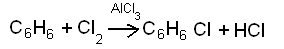 C₆H₆ + Cl₂ →[AlCl₃] C₆H₆ Cl + HCl